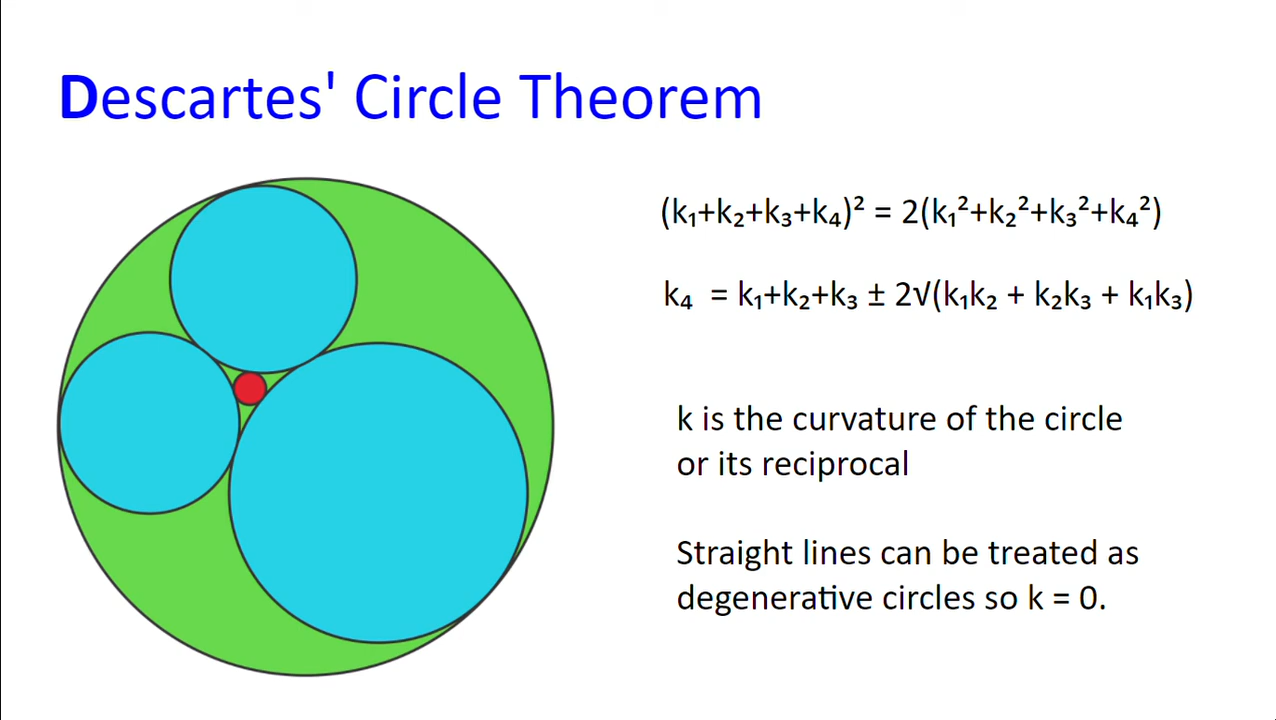 Descartes' Circle Theorem
(k₁+k₂+k₃+k₄)² = 2(k₁²+k₂²+k₃²+k₄²)
k₄ = k₁+k₂+k₃ ± 2√(k₁k₂ + k₂k₃ + k₁k₃)
k is the curvature of the circle
or its reciprocal
Straight lines can be treated as
degenerative circles so k = 0.